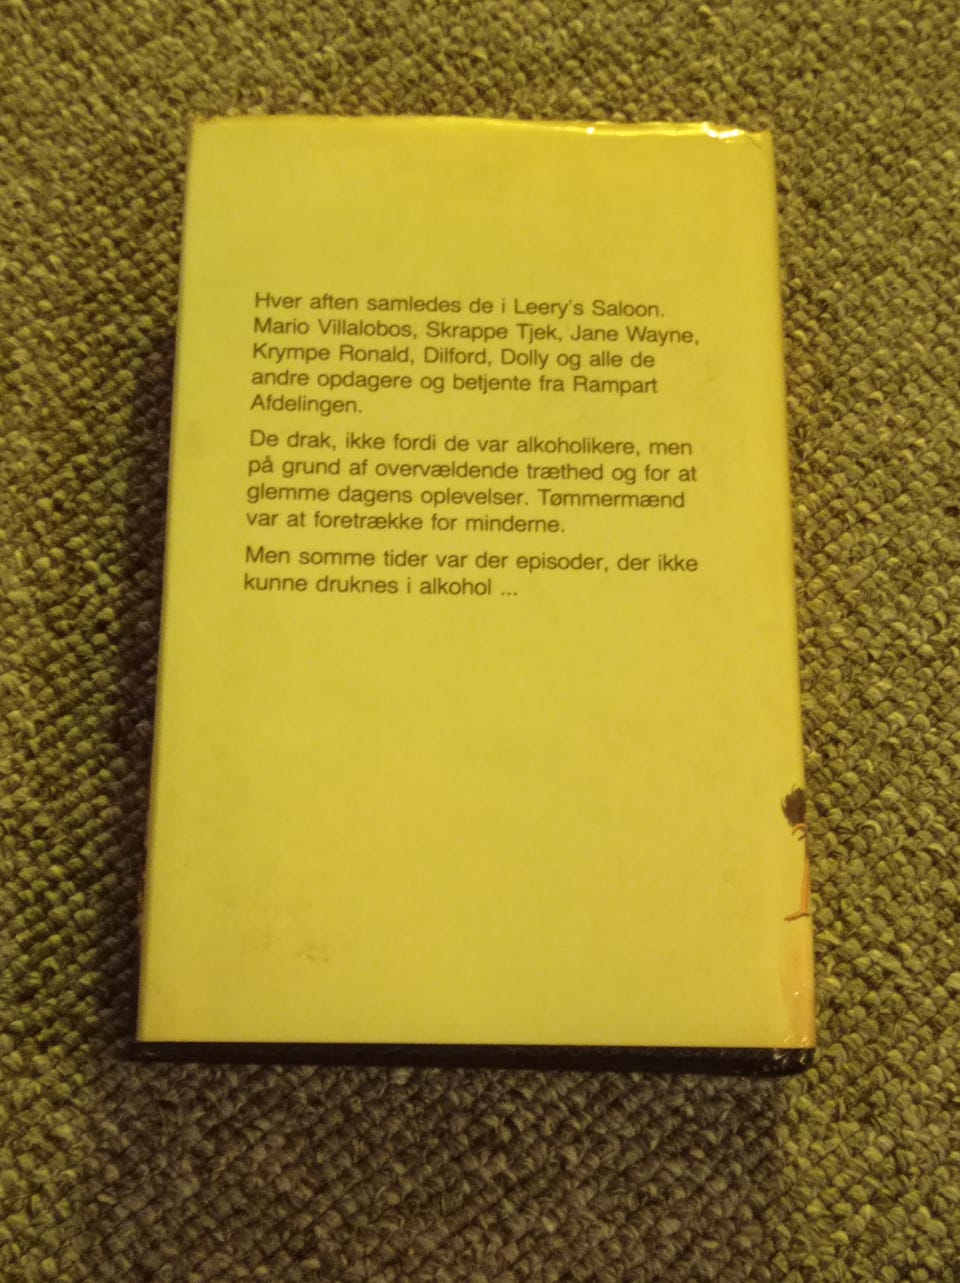 Hver aften samledes de i Leery's Saloon.
Mario Villalobos, Skrappe Tjek, Jane Wayne,
Krympe Ronald, Dilford, Dolly og alle de
andre opdagere og betjente fra Rampart
Afdelingen.
De drak, ikke fordi de var alkoholikere, men
på grund af overvældende træthed og for at
glemme dagens oplevelser. Tømmermænd
var at foretrække for minderne.
Men somme tider var der episoder, der ikke
kunne druknes i alkohol ...